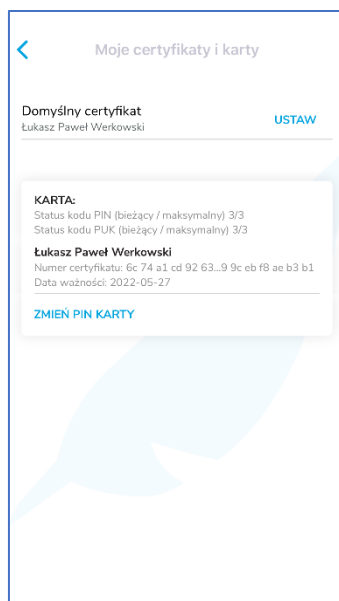 Moje certyfikaty i karty
Domyślny certyfikat
Łukasz Paweł Werkowski
USTAW
KARTA:
Status kodu PIN (bieżący / maksymalny) 3/3
Status kodu PUK (bieżący / maksymalny) 3/3
Łukasz Paweł Werkowski
Numer certyfikatu: 6c 74 a1 cd 92 63...9 9c eb f8 ae b3 b1
Data ważności: 2022-05-27
ZMIEŃ PIN KARTY